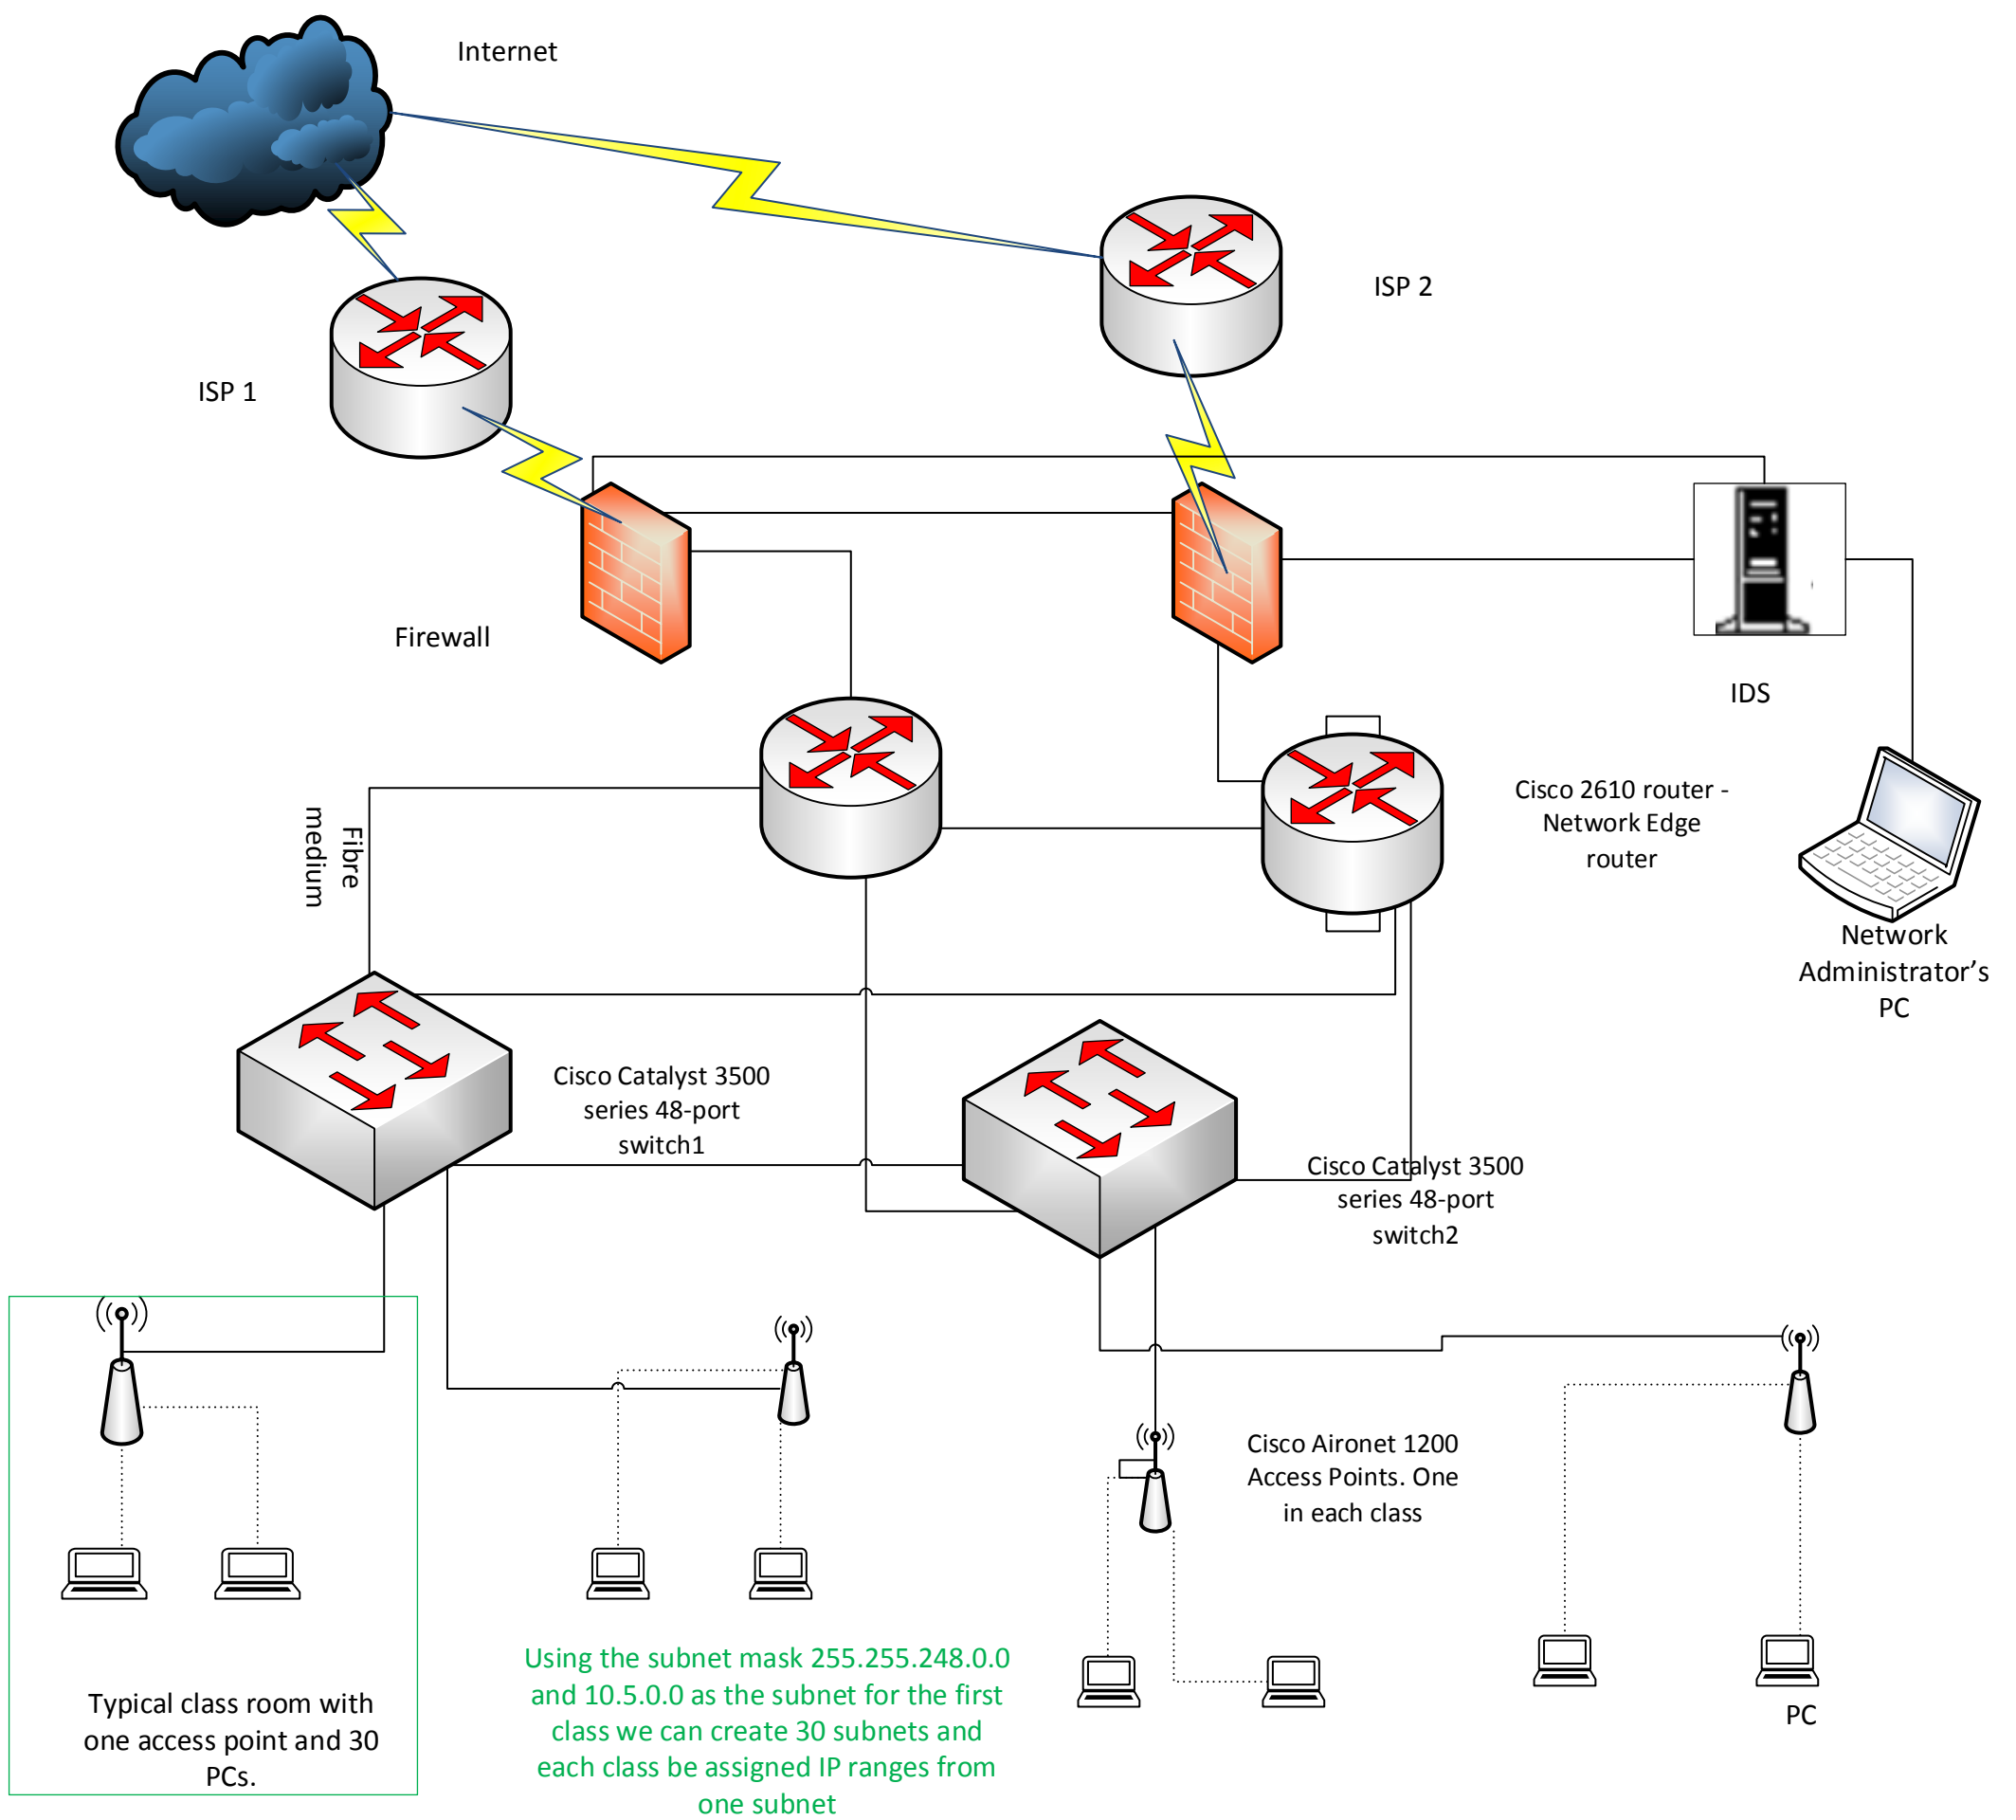 Internet
ISP 2
ISP 1
Firewall
IDS
Cisco 2610 router -
Network Edge
router
Fibre
medium
Network
Administrator’s
PC
Cisco Catalyst 3500
series 48-port
switch1
Cisco Catalyst 3500
series 48-port
switch2
Cisco Aironet 1200
Access Points. One
in each class
Using the subnet mask 255.255.248.0.0
and 10.5.0.0 as the subnet for the first
class we can create 30 subnets and
each class be assigned IP ranges from
one subnet
Typical class room with
one access point and 30
PCs.
PC